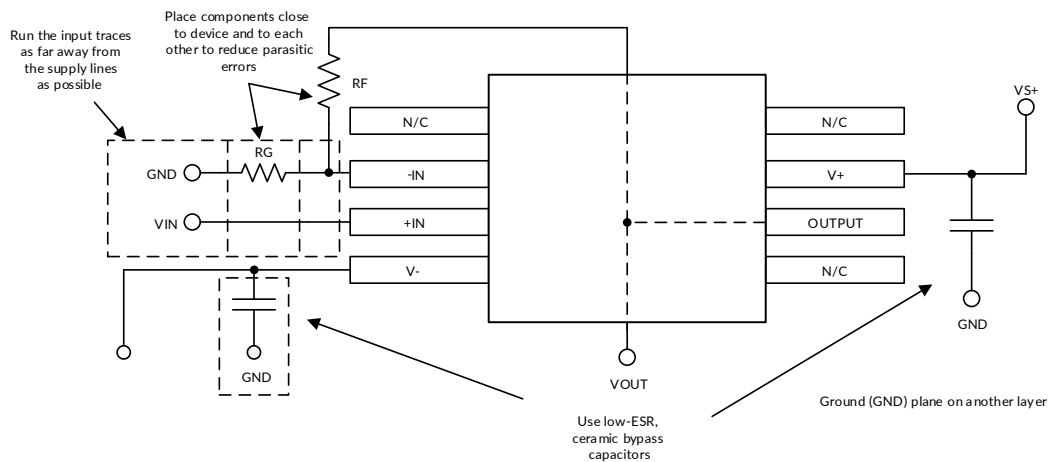 Place components close
to device and to each
other to reduce parasitic
errors
Run the input traces
as far away from
the supply lines
as possible
RF
VS+
N/C
N/C
RG
GND
-IN
V+
VIN
+IN
OUTPUT
V-
N/C
GND
GND
VOUT
Ground (GND) plane on another layer
Use low-ESR,
ceramic bypass
capacitors